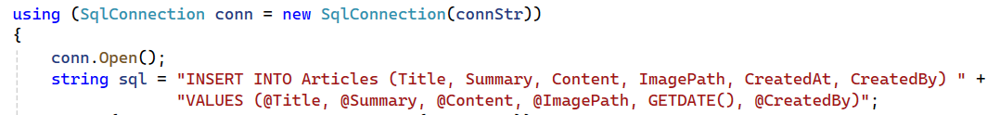 using (SqlConnection conn = new SqlConnection(connStr))
{
conn.Open();
string sql = "INSERT INTO Articles (Title, Summary, Content, ImagePath, CreatedAt, CreatedBy) " +
"VALUES (@Title, @Summary, @Content, @ImagePath, GETDATE(), @CreatedBy)";